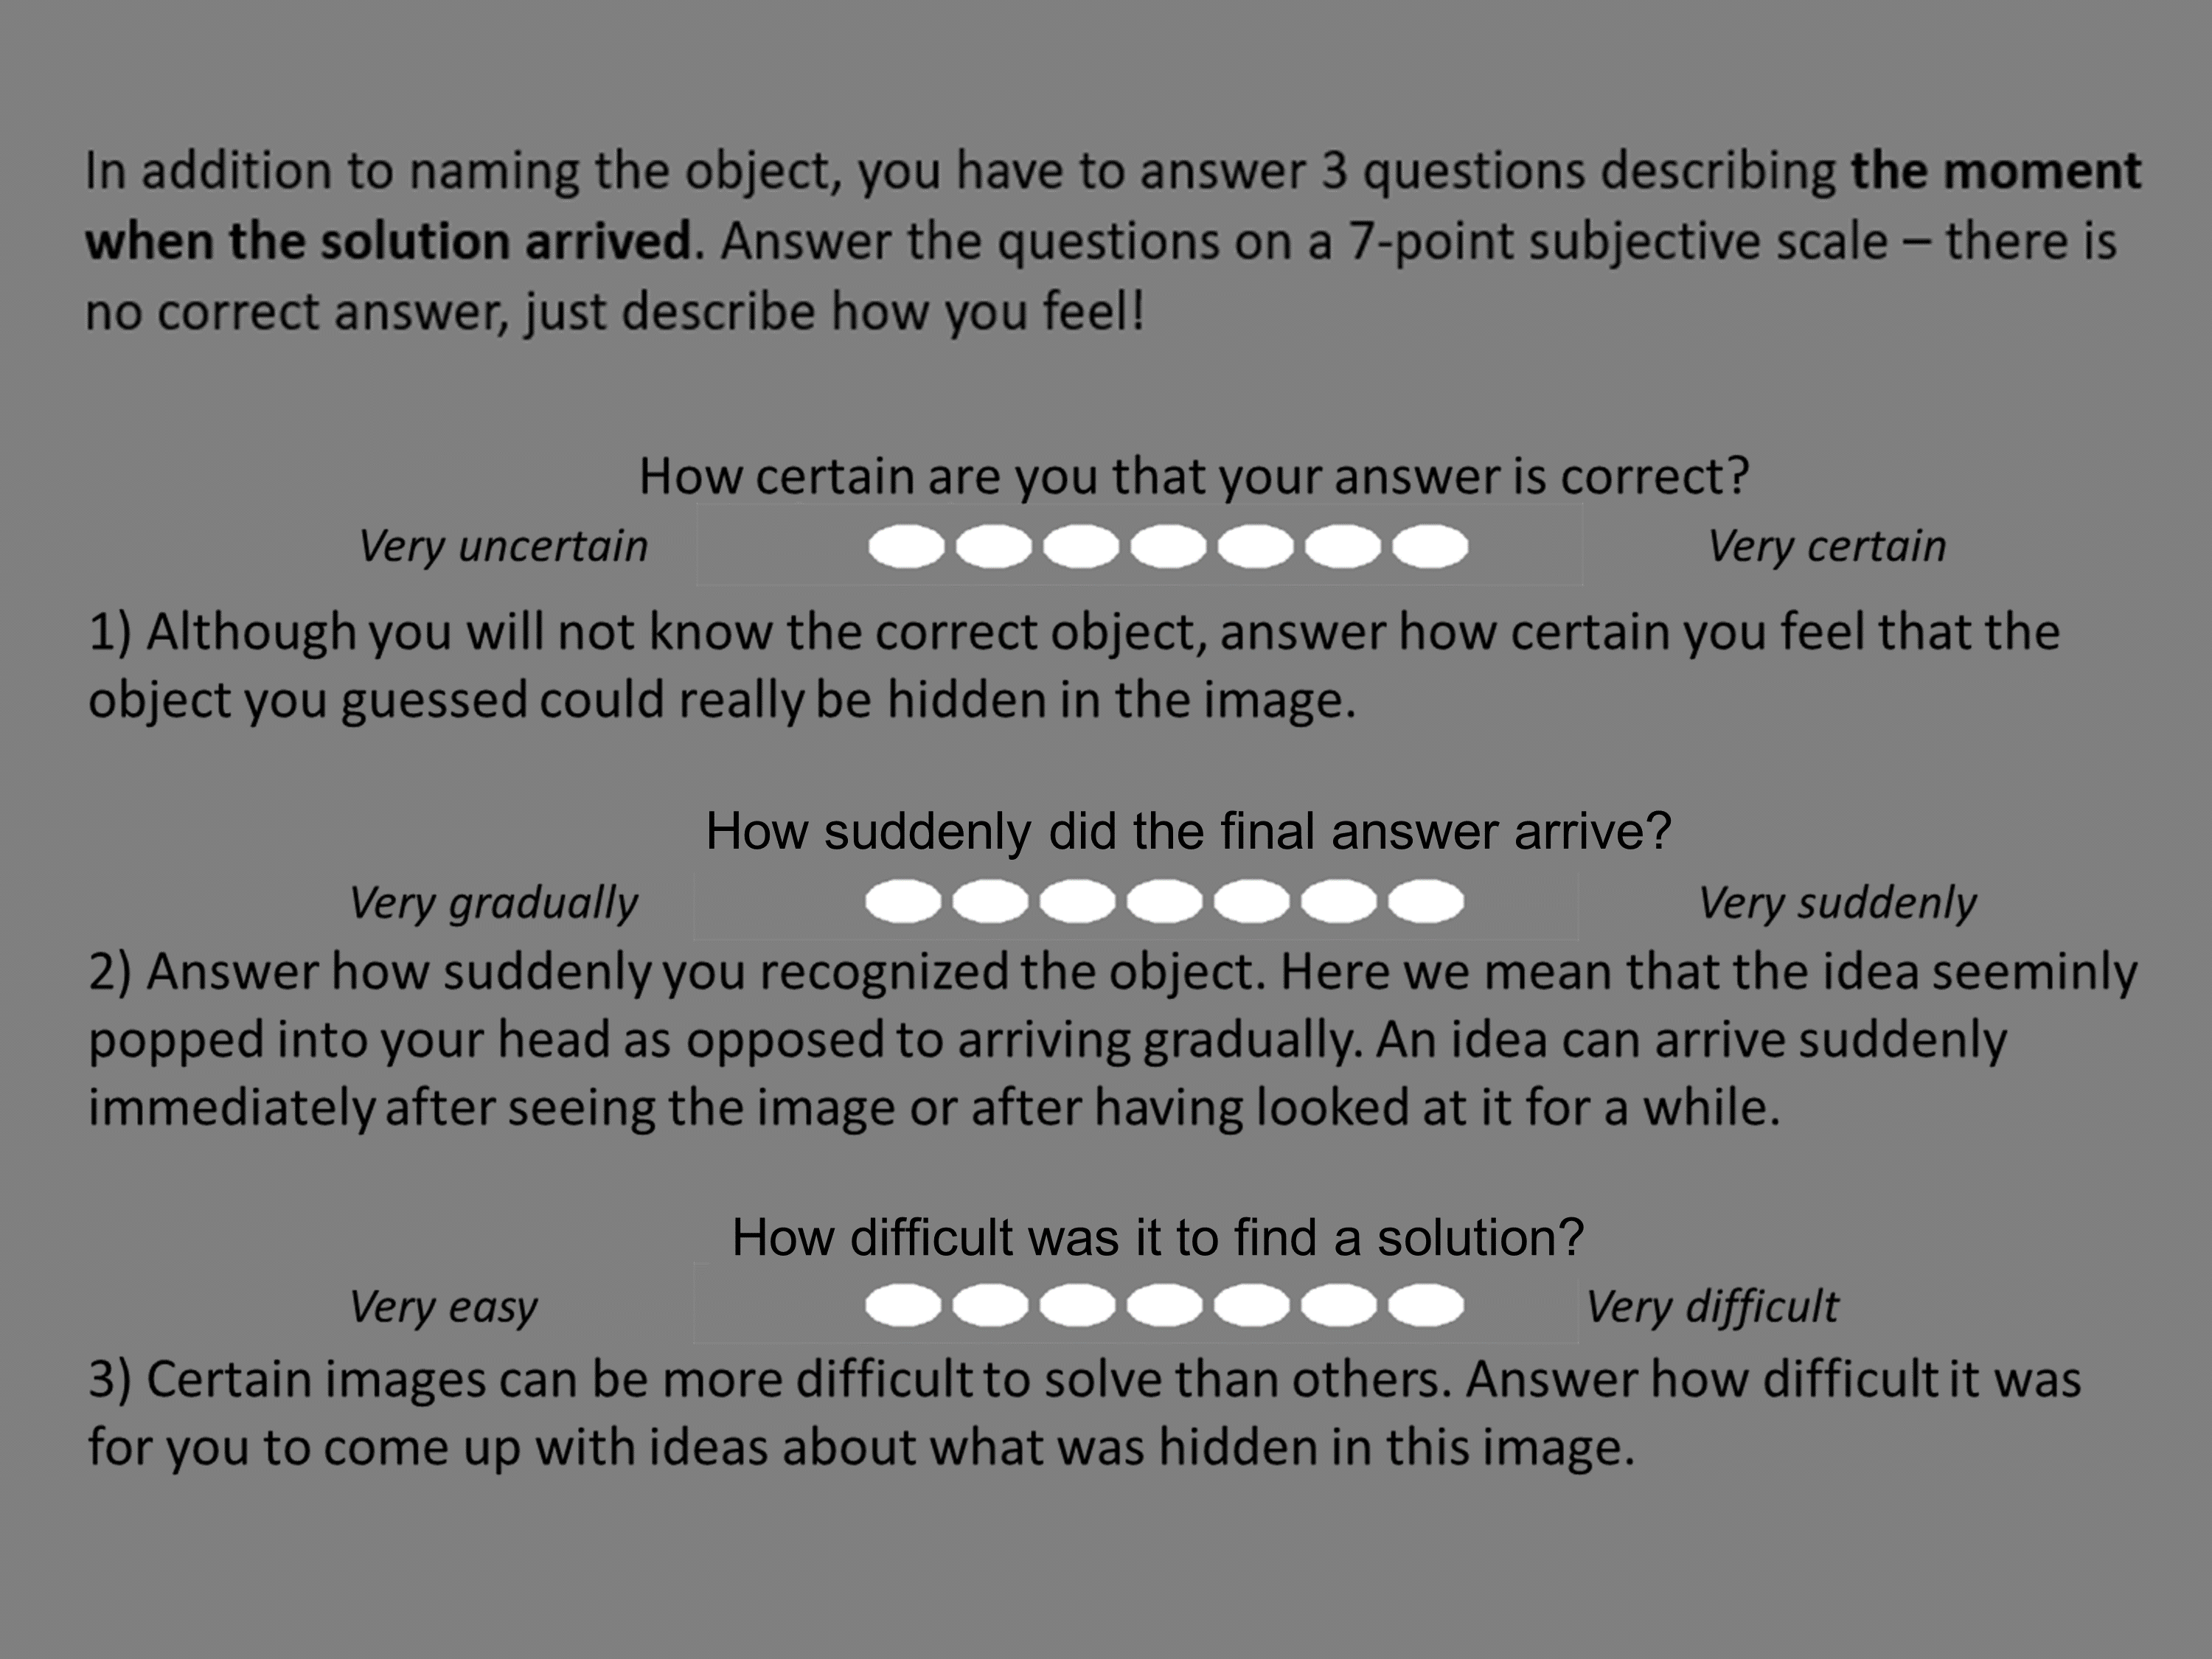 In addition to naming the object, you have to answer 3 questions describing the moment
when the solution arrived. Answer the questions on a 7-point subjective scale – there is
no correct answer, just describe how you feel!
How certain are you that your answer is correct?
Very uncertain Very certain
1) Although you will not know the correct object, answer how certain you feel that the
object you guessed could really be hidden in the image.
How suddenly did the final answer arrive?
Very gradually Very suddenly
2) Answer how suddenly you recognized the object. Here we mean that the idea seeminly
popped into your head as opposed to arriving gradually. An idea can arrive suddenly
immediately after seeing the image or after having looked at it for a while.
How difficult was it to find a solution?
Very easy Very difficult
3) Certain images can be more difficult to solve than others. Answer how difficult it was
for you to come up with ideas about what was hidden in this image.